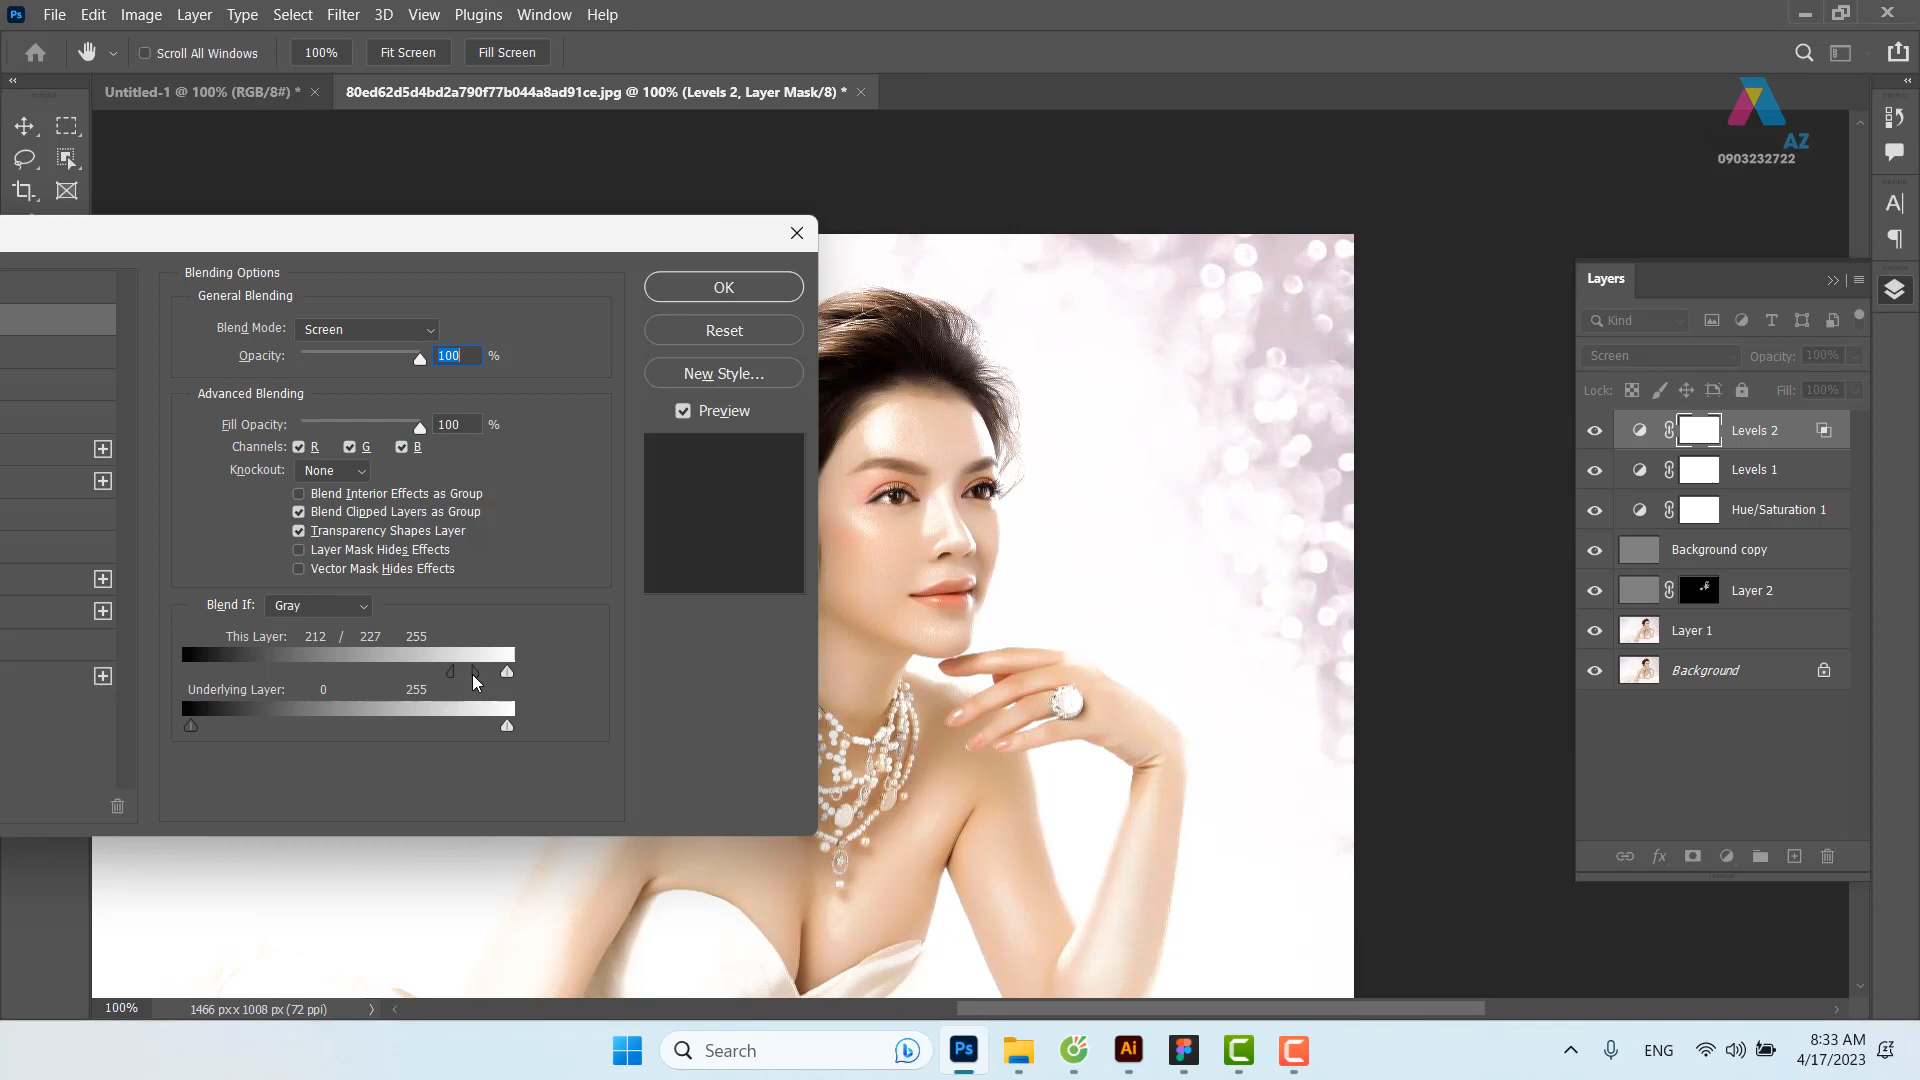 Ps File Edit Image Layer Type Select Filter 3D View Plugins Window Help
Scroll All Windows 100% Fit Screen Fill Screen
Untitled-1 @ 100% (RGB/8#) * 80ed62d5d4bd2a790f77b044a8ad91ce.jpg @ 100% (Levels 2, Layer Mask/8) *
AZ
0903232722
Blending Options
General Blending
Blend Mode: Screen
Opacity: 100 %
Advanced Blending
Fill Opacity: 100 %
Channels: R G B
Knockout: None
Blend Interior Effects as Group
Blend Clipped Layers as Group
Transparency Shapes Layer
Layer Mask Hides Effects
Vector Mask Hides Effects
Blend If: Gray
This Layer: 212 / 227 255
Underlying Layer: 0 255
OK
Reset
New Style...
Preview
Layers
Kind
Screen Opacity: 100%
Lock: Fill: 100%
Levels 2
Levels 1
Hue/Saturation 1
Background copy
Layer 2
Layer 1
Background
100% 1466 px x 1008 px (72 ppi)
Search
Ps
Ai
ENG
8:33 AM
4/17/2023